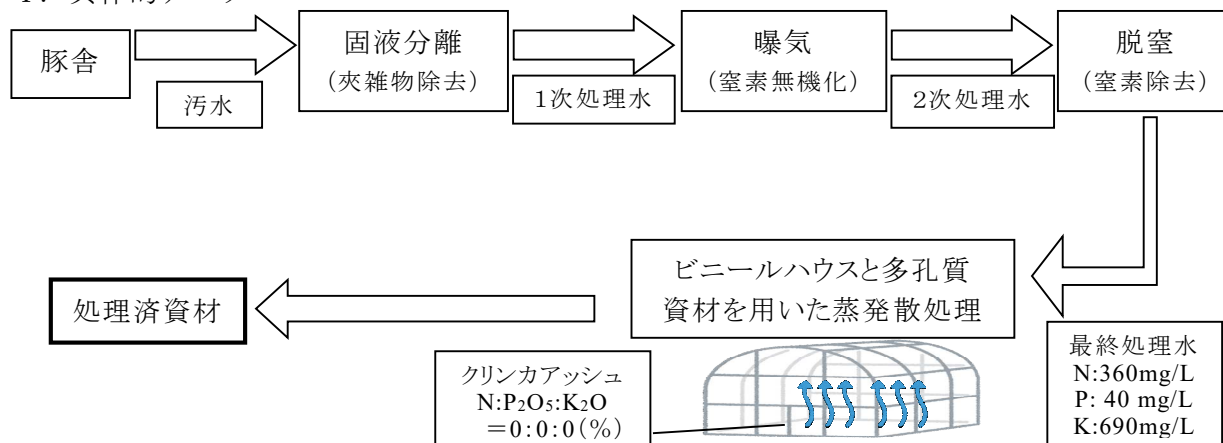 豚舎
汚水
固液分離
(夾雑物除去)
1次処理水
曝気
(窒素無機化)
2次処理水
脱窒
(窒素除去)
最終処理水
N:360mg/L
P: 40 mg/L
K:690mg/L
ビニールハウスと多孔質
資材を用いた蒸発散処理
クリンカアッシュ
N:P₂O₅:K₂O
=0:0:0(%)
処理済資材